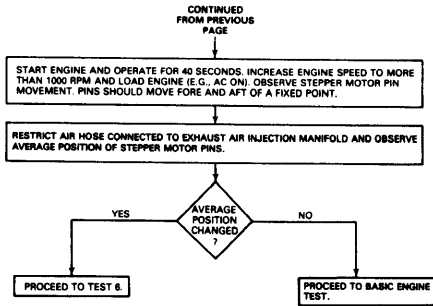 CONTINUED
FROM PREVIOUS
PAGE
START ENGINE AND OPERATE FOR 40 SECONDS. INCREASE ENGINE SPEED TO MORE
THAN 1000 RPM AND LOAD ENGINE (E.G., AC ON). OBSERVE STEPPER MOTOR PIN
MOVEMENT. PINS SHOULD MOVE FORE AND AFT OF A FIXED POINT.
RESTRICT AIR HOSE CONNECTED TO EXHAUST AIR INJECTION MANIFOLD AND OBSERVE
AVERAGE POSITION OF STEPPER MOTOR PINS.
AVERAGE
POSITION
CHANGED
?
YES
NO
PROCEED TO TEST 6.
PROCEED TO BASIC ENGINE
TEST.